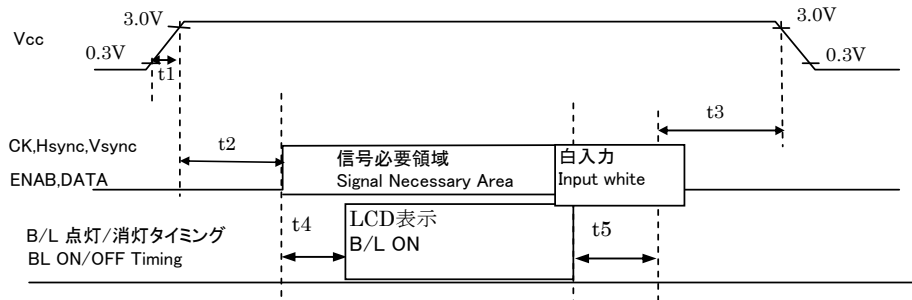 3.0V
3.0V
Vcc
0.3V
0.3V
t1
t3
CK,Hsync,Vsync
t2
信号必要領域
白入力
Signal Necessary Area
Input white
ENAB,DATA
B/L 点灯/消灯タイミング
BL ON/OFF Timing
t4
LCD表示
B/L ON
t5